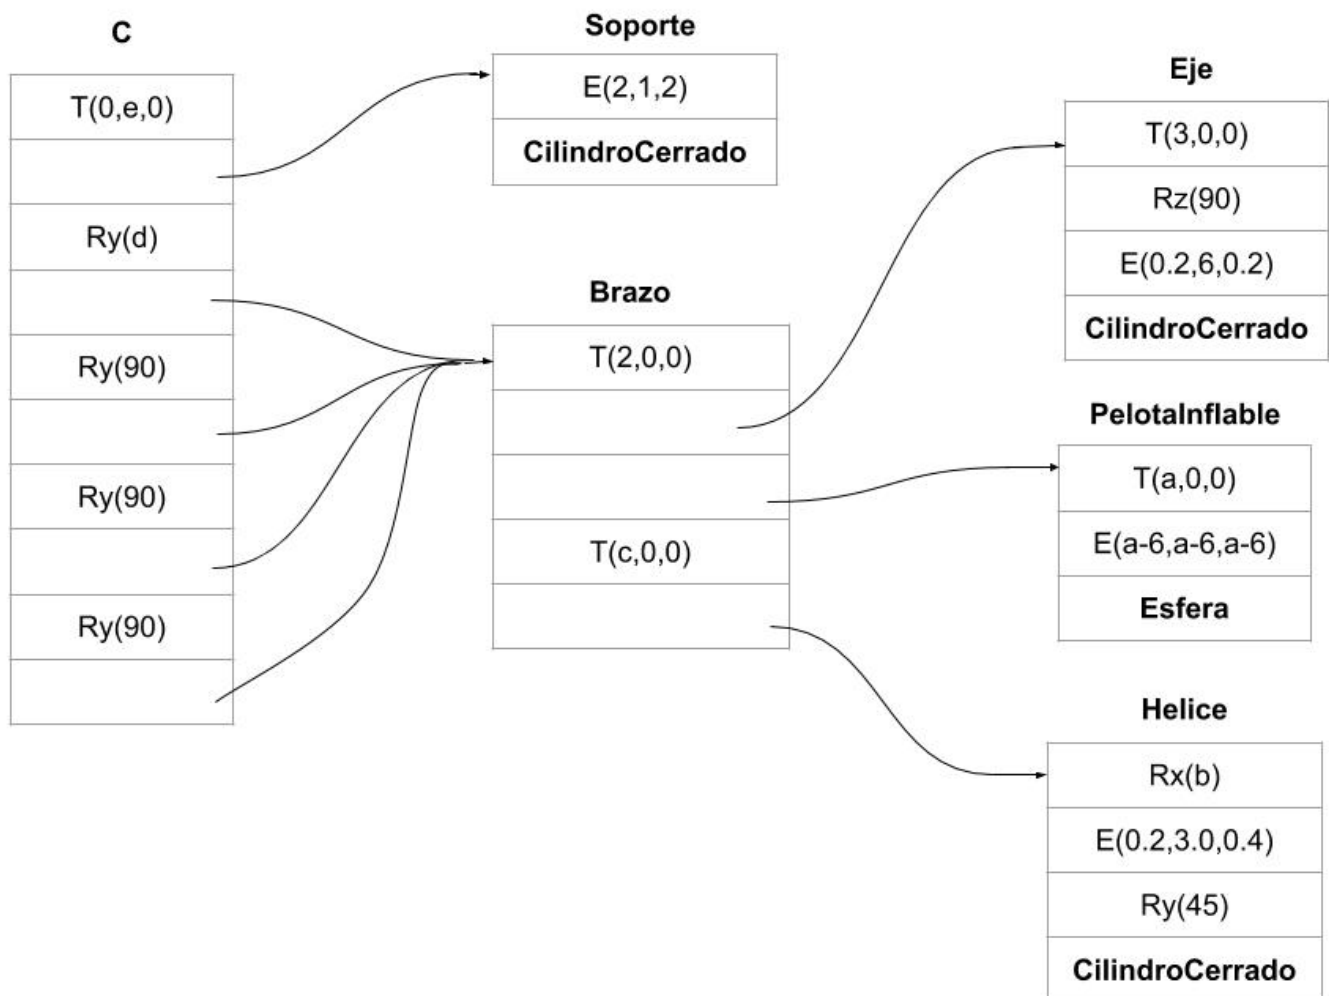 C
T(0,e,0)
Ry(d)
Ry(90)
Ry(90)
Ry(90)
Soporte
E(2,1,2)
CilindroCerrado
Brazo
T(2,0,0)
T(c,0,0)
Eje
T(3,0,0)
Rz(90)
E(0.2,6,0.2)
CilindroCerrado
PelotaInflable
T(a,0,0)
E(a-6,a-6,a-6)
Esfera
Helice
Rx(b)
E(0.2,3.0,0.4)
Ry(45)
CilindroCerrado